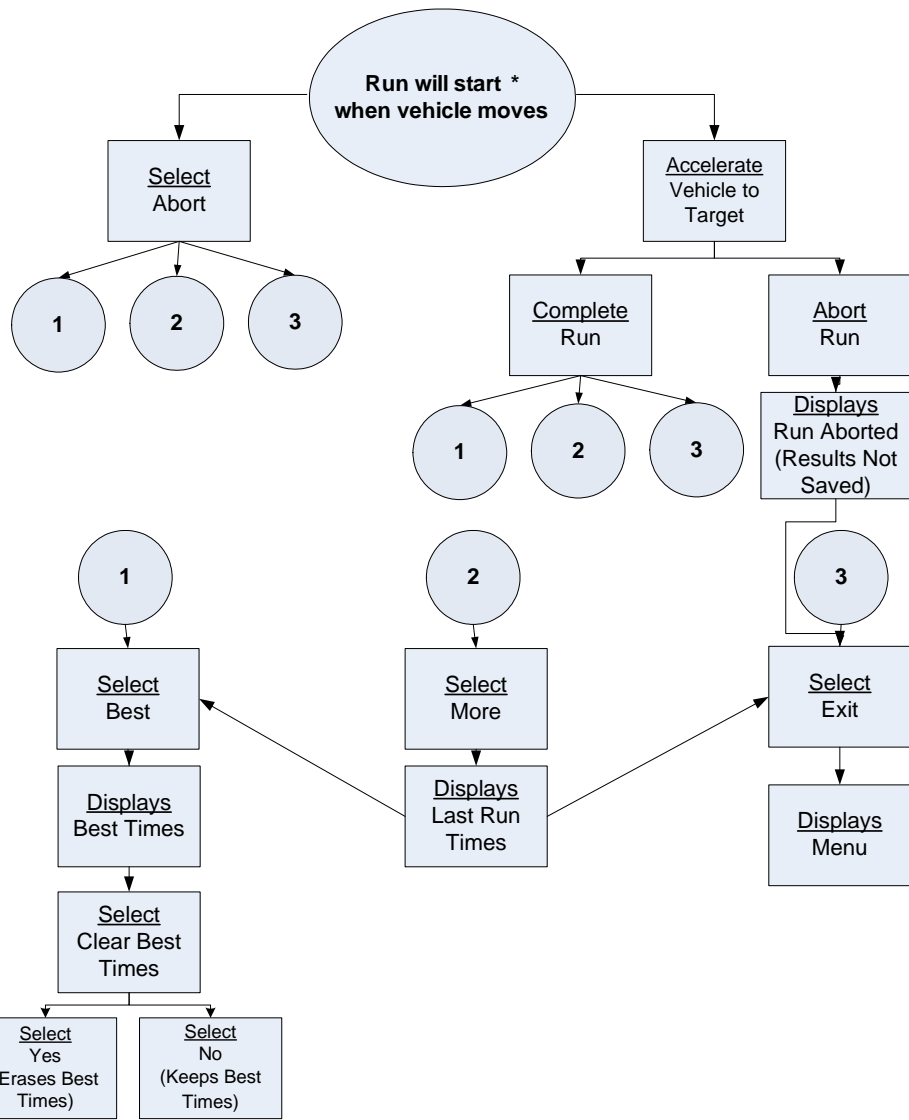 Run will start *
when vehicle moves
Select
Abort
Accelerate
Vehicle to
Target
1
2
3
Complete
Run
Abort
Run
1
2
3
Displays
Run Aborted
(Results Not
Saved)
1
2
3
Select
Best
Select
More
Select
Exit
Displays
Best Times
Displays
Last Run
Times
Displays
Menu
Select
Clear Best
Times
Select
Yes
Erases Best
Times)
Select
No
(Keeps Best
Times)